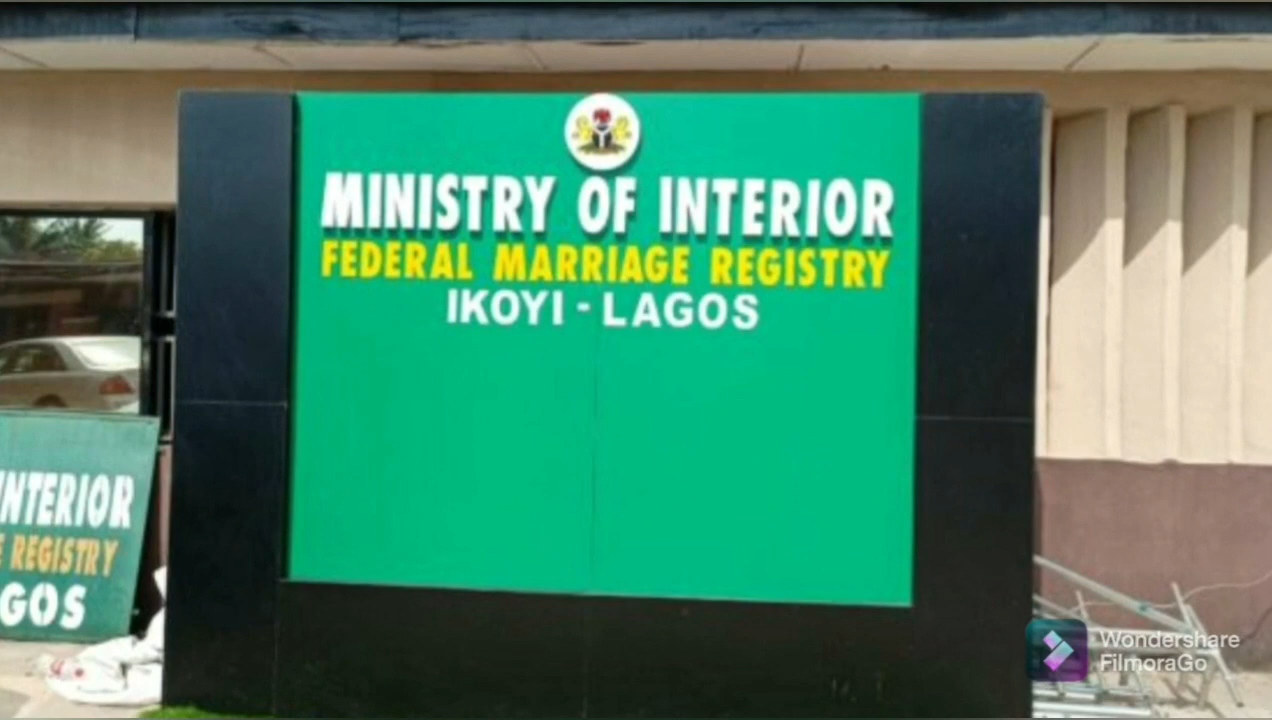 MINISTRY OF INTERIOR
FEDERAL MARRIAGE REGISTRY
IKOYI - LAGOS
INTERIOR
E REGISTRY
GOS
Wondershare
FilmoraGo